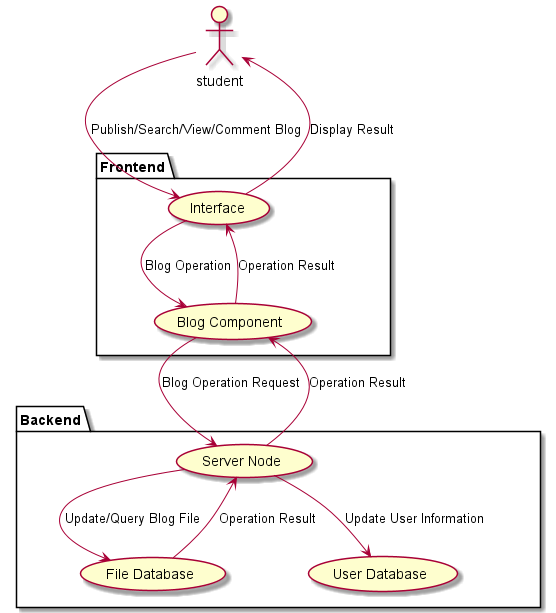 student
Publish/Search/View/Comment Blog
Display Result
Frontend
Interface
Blog Operation
Operation Result
Blog Component
Blog Operation Request
Operation Result
Backend
Server Node
Update/Query Blog File
Operation Result
Update User Information
File Database
User Database